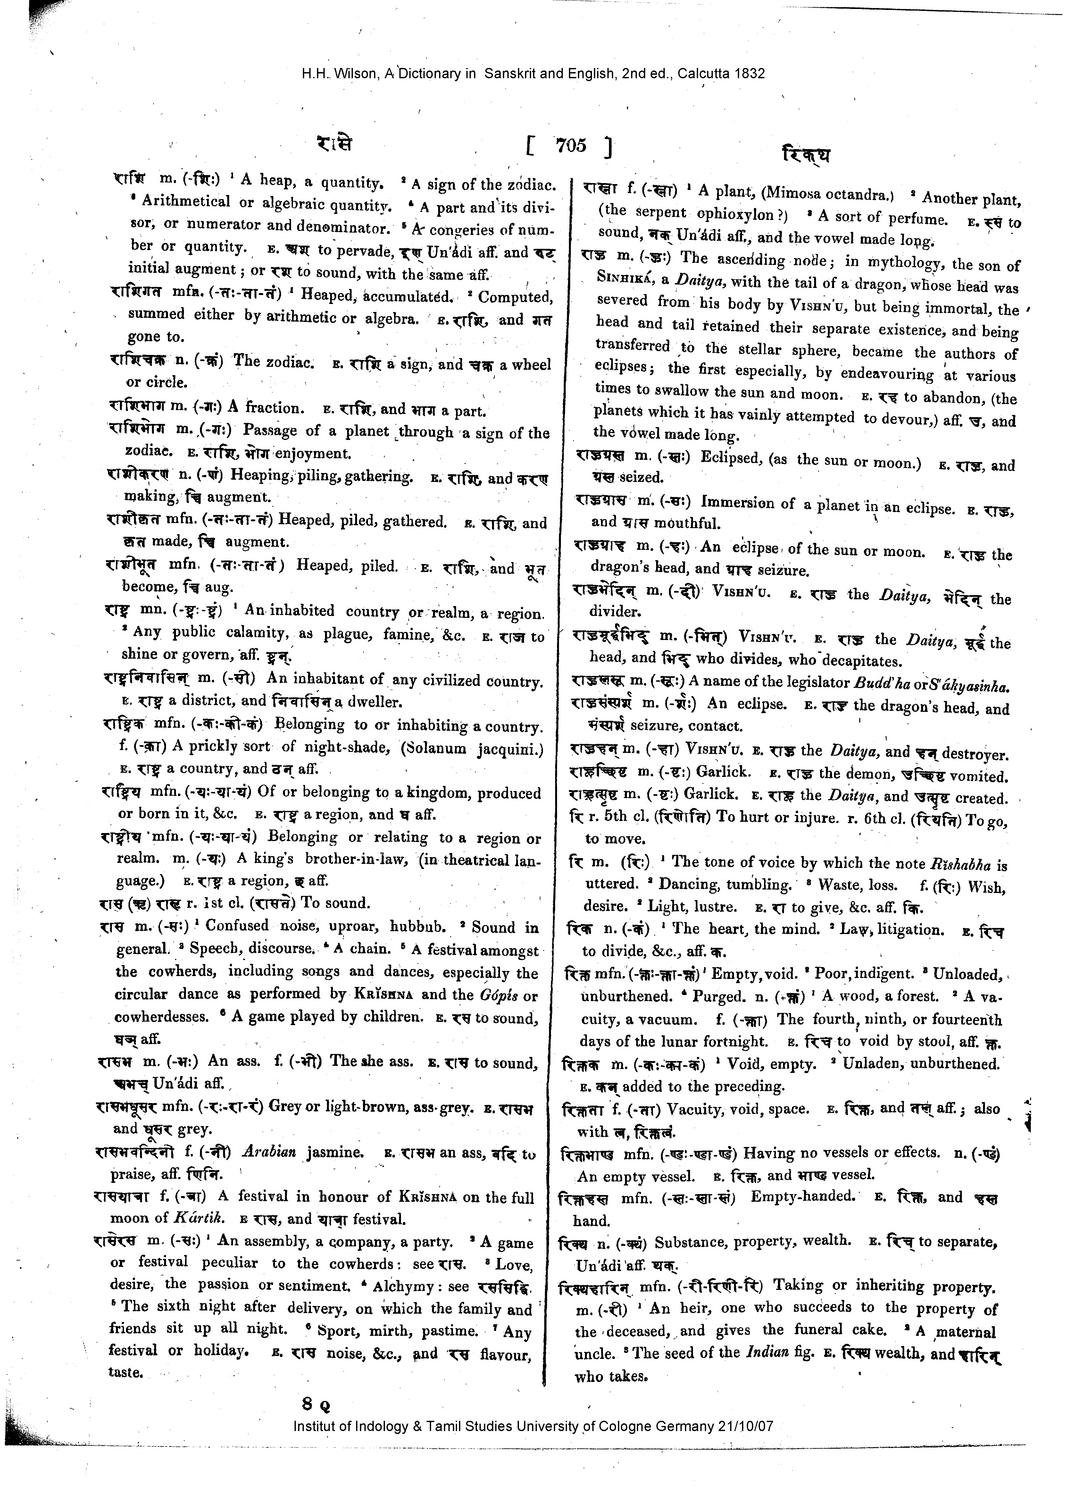 H.H. Wilson, A Dictionary in Sanskrit and English, 2nd ed., Calcutta 1832
रासे [ 705 ] रिक्थ
राशि m. (-शिः) ¹ A heap, a quantity. ² A sign of the zodiac.
³ Arithmetical or algebraic quantity. ⁴ A part and its divi-
sor, or numerator and denominator. ⁵ A congeries of num-
ber or quantity. E. अश to pervade, इण् Un'ádi aff. and रुट
initial augment ; or रश to sound, with the same aff.
राशिगत mfn. (-तः-ता-तं) ¹ Heaped, accumulated. ² Computed,
summed either by arithmetic or algebra. E. राशि, and गत
gone to.
राशिचक्र n. (-क्रं) The zodiac. E. राशि a sign, and चक्र a wheel
or circle.
राशिभाग m. (-गः) A fraction. E. राशि, and भाग a part.
राशिभोग m. (-गः) Passage of a planet through a sign of the
zodiac. E. राशि, भोग enjoyment.
राशीकरण n. (-णं) Heaping, piling, gathering. E. राशि, and करण
making, च्वि augment.
राशीकृत mfn. (-तः-ता-तं) Heaped, piled, gathered. E. राशि, and
कृत made, च्वि augment.
राशीभूत mfn. (-तः-ता-तं) Heaped, piled. E. राशि, and भूत
become, च्वि aug.
राष्ट्र mn. (-ष्ट्रः-ष्ट्रं) ¹ An inhabited country or realm, a region.
² Any public calamity, as plague, famine, &c. E. राज to
shine or govern, aff. ष्ट्रन्.
राष्ट्रनिवासिन् m. (-सी) An inhabitant of any civilized country.
E. राष्ट्र a district, and निवासिन् a dweller.
राष्ट्रिक mfn. (-कः-की-कं) Belonging to or inhabiting a country.
f. (-का) A prickly sort of night-shade, (Solanum jacquini.)
E. राष्ट्र a country, and ठन् aff.
राष्ट्रिय mfn. (-यः-या-यं) Of or belonging to a kingdom, produced
or born in it, &c. E. राष्ट्र a region, and घ aff.
राष्ट्रीय mfn. (-यः-या-यं) Belonging or relating to a region or
realm. m. (-यः) A king's brother-in-law, (in theatrical lan-
guage.) E. राष्ट्र a region, छ aff.
रास (ऋ) रासृ r. 1st cl. (रासते) To sound.
रास m. (-सः) ¹ Confused noise, uproar, hubbub. ² Sound in
general. ³ Speech, discourse. ⁴ A chain. ⁵ A festival amongst
the cowherds, including songs and dances, especially the
circular dance as performed by KRĬSHNA and the Gópís or
cowherdesses. ⁶ A game played by children. E. रस to sound,
घञ् aff.
रासभ m. (-भः) An ass. f. (-भी) The she ass. E. रास to sound,
अभच् Un'ádi aff.
रासभधूसर mfn. (-रः-रा-रं) Grey or light-brown, ass-grey. E. रासभ
and धूसर grey.
रासभवन्दिनी f. (-नी) Arabian jasmine. E. रासभ an ass, वदि to
praise, aff. णिनि.
रासयात्रा f. (-त्रा) A festival in honour of KRĬSHNA on the full
moon of Kártik. E रास, and यात्रा festival.
रासेरस m. (-सः) ¹ An assembly, a company, a party. ² A game
or festival peculiar to the cowherds : see रास. ³ Love,
desire, the passion or sentiment. ⁴ Alchymy : see रससिद्धि.
⁵ The sixth night after delivery, on which the family and
friends sit up all night. ⁶ Sport, mirth, pastime. ⁷ Any
festival or holiday. E. रास noise, &c., and रस flavour,
taste.
8 Q
रास्ना f. (-स्ना) ¹ A plant, (Mimosa octandra.) ² Another plant,
(the serpent ophioxylon ?) ³ A sort of perfume. E. रस to
sound, नक् Un'ádi aff., and the vowel made long.
राहु m. (-हुः) The ascending node ; in mythology, the son of
SINHIKÁ, a Daitya, with the tail of a dragon, whose head was
severed from his body by VISHN'U, but being immortal, the
head and tail retained their separate existence, and being
transferred to the stellar sphere, became the authors of
eclipses ; the first especially, by endeavouring at various
times to swallow the sun and moon. E. रह to abandon, (the
planets which it has vainly attempted to devour,) aff. उ, and
the vowel made long.
राहुग्रस्त m. (-स्तः) Eclipsed, (as the sun or moon.) E. राहु, and
ग्रस्त seized.
राहुग्रास m. (-सः) Immersion of a planet in an eclipse. E. राहु,
and ग्रास mouthful.
राहुग्राह m. (-हः) An eclipse of the sun or moon. E. राहु the
dragon's head, and ग्राह seizure.
राहुभेदिन् m. (-दी) VISHN'U. E. राहु the Daitya, भेदिन् the
divider.
राहुमूर्द्धभिदु m. (-भित्) VISHN'U. E. राहु the Daitya, मूर्द्ध the
head, and भिदु who divides, who decapitates.
राहुलसू m. (-सूः) A name of the legislator Budd'ha or S'ákyasinha.
राहुसंस्पर्श m. (-र्शः) An eclipse. E. राहु the dragon's head, and
संस्पर्श seizure, contact.
राहुहन् m. (-हा) VISHN'U. E. राहु the Daitya, and हन् destroyer.
राहूच्छिष्ट m. (-ष्टः) Garlick. E. राहु the demon, उच्छिष्ट vomited.
राहूत्सृष्ट m. (-ष्टः) Garlick. E. राहु the Daitya, and उत्सृष्ट created.
रि r. 5th cl. (रिणोति) To hurt or injure. r. 6th cl. (रियति) To go,
to move.
रि m. (रिः) ¹ The tone of voice by which the note Rĭshabha is
uttered. ² Dancing, tumbling. ³ Waste, loss. f. (रिः) Wish,
desire. ² Light, lustre. E. रा to give, &c. aff. कि.
रिक n. (-कं) ¹ The heart, the mind. ² Law, litigation. E. रिच
to divide, &c., aff. क.
रिक्त mfn. (-क्तः-क्ता-क्तं) ¹ Empty, void. ² Poor, indigent. ³ Unloaded,
unburthened. ⁴ Purged. n. (-क्तं) ¹ A wood, a forest. ² A va-
cuity, a vacuum. f. (-क्ता) The fourth, ninth, or fourteenth
days of the lunar fortnight. E. रिच to void by stool, aff. क्त.
रिक्तक m. (-कः-का-कं) ¹ Void, empty. ² Unladen, unburthened.
E. कन् added to the preceding.
रिक्तता f. (-ता) Vacuity, void, space. E. रिक्त, and तल् aff. ; also
with त्व, रिक्तत्वं.
रिक्तभाण्ड mfn. (-ण्डः-ण्डा-ण्डं) Having no vessels or effects. n. (-ण्डं)
An empty vessel. E. रिक्त, and भाण्ड vessel.
रिक्तहस्त mfn. (-स्तः-स्ता-स्तं) Empty-handed. E. रिक्त, and हस्त
hand.
रिक्थ n. (-क्थं) Substance, property, wealth. E. रिच् to separate,
Un'ádi aff. थक्.
रिक्थहारिन् mfn. (-री-रिणी-रि) Taking or inheriting property.
m. (-री) ¹ An heir, one who succeeds to the property of
the deceased, and gives the funeral cake. ² A maternal
uncle. ³ The seed of the Indian fig. E. रिक्थ wealth, and हारिन्
who takes.
Institut of Indology & Tamil Studies University of Cologne Germany 21/10/07